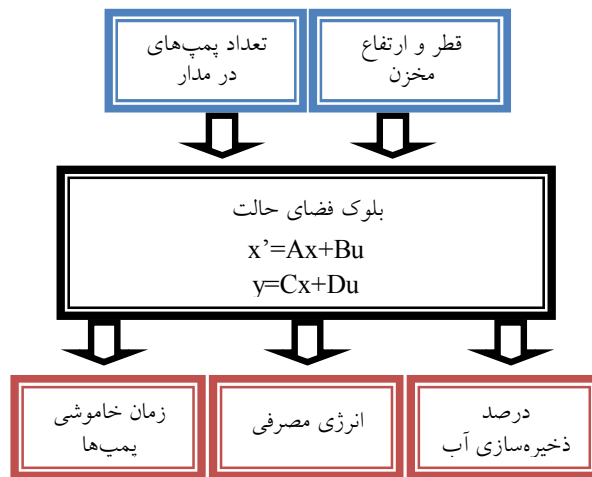 قطر و ارتفاع
مخزن
تعداد پمپ‌های
در مدار
بلوک فضای حالت
x’=Ax+Bu
y=Cx+Du
درصد
ذخیره‌سازی آب
انرژی مصرفی
زمان خاموشی
پمپ‌ها